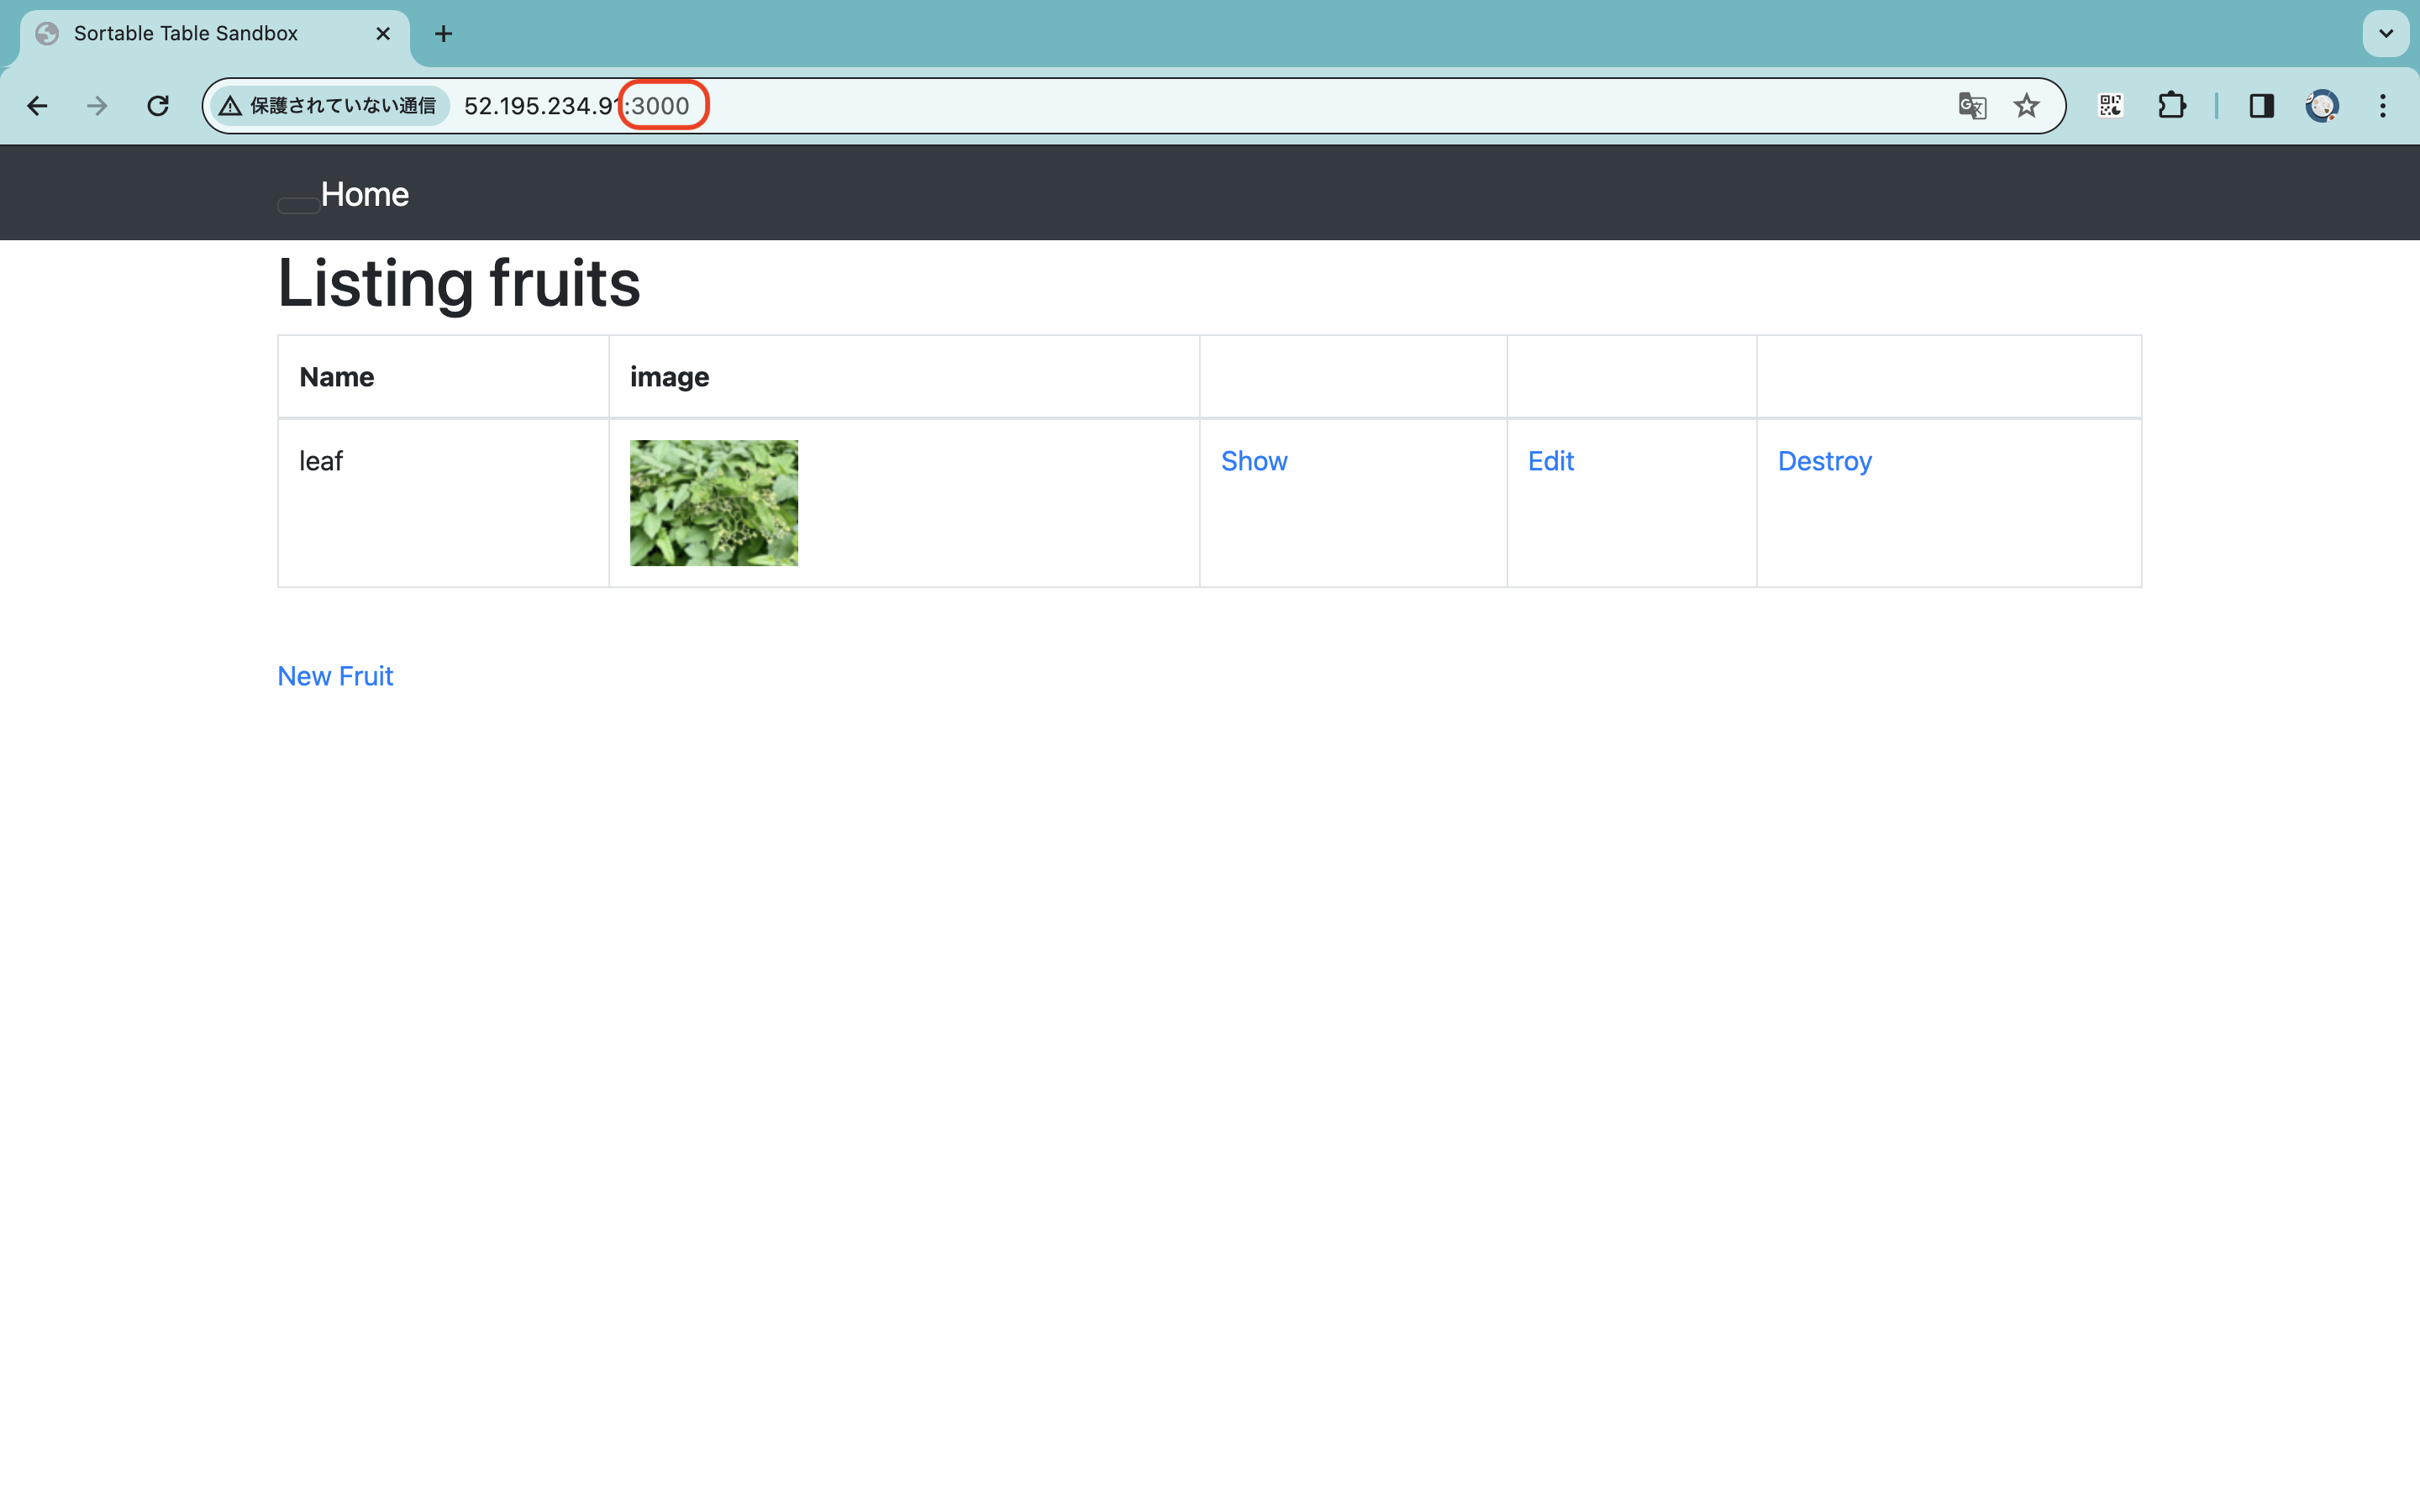 Sortable Table Sandbox
保護されていない通信 52.195.234.91:3000
Home
Listing fruits
Name image
leaf Show Edit Destroy
New Fruit